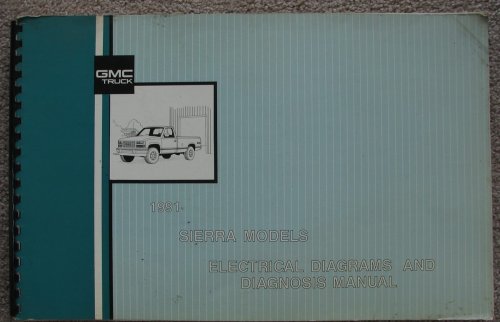 GMC
TRUCK
1991
SIERRA MODELS
ELECTRICAL DIAGRAMS AND
DIAGNOSIS MANUAL